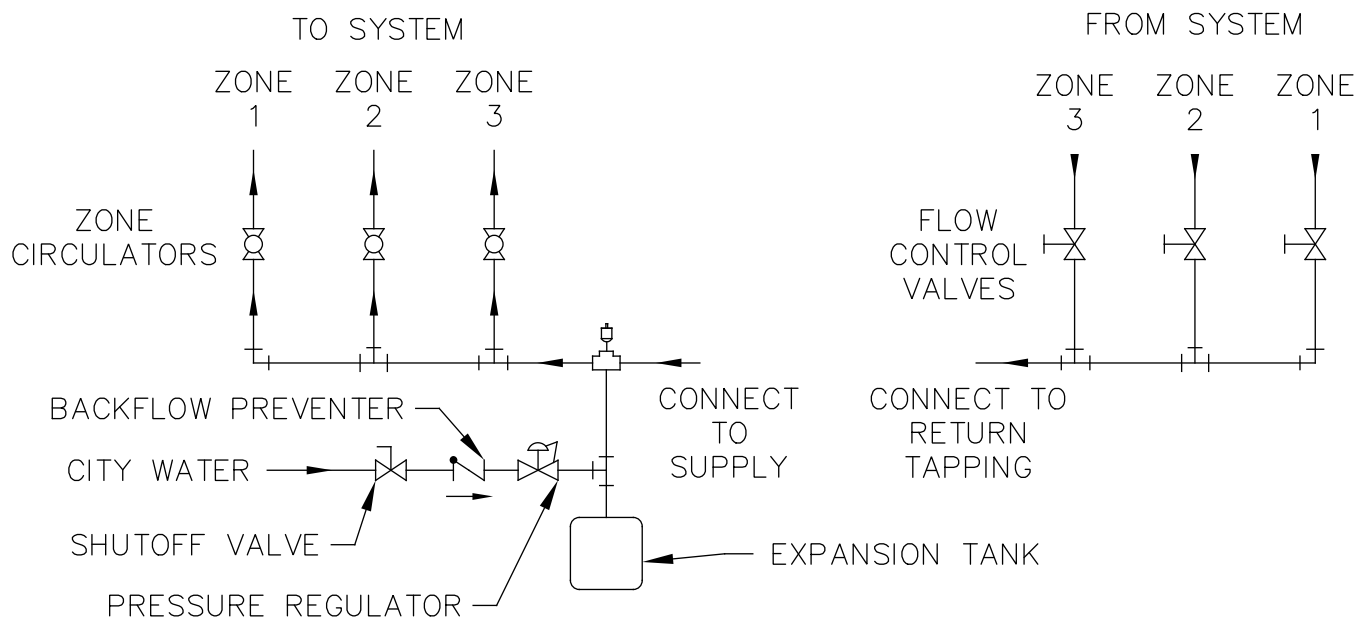 TO SYSTEM
ZONE
1
ZONE
2
ZONE
3
ZONE
CIRCULATORS
FROM SYSTEM
ZONE
3
ZONE
2
ZONE
1
FLOW
CONTROL
VALVES
BACKFLOW PREVENTER
CITY WATER
SHUTOFF VALVE
PRESSURE REGULATOR
CONNECT
TO
SUPPLY
EXPANSION TANK
CONNECT TO
RETURN
TAPPING